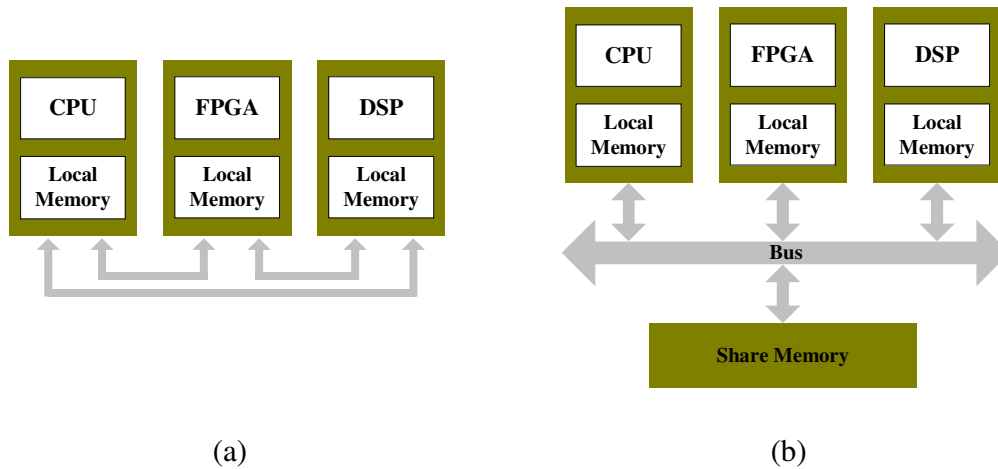 CPU
FPGA
DSP
Local
Memory
Local
Memory
Local
Memory
(a)
CPU
FPGA
DSP
Local
Memory
Local
Memory
Local
Memory
Bus
Share Memory
(b)